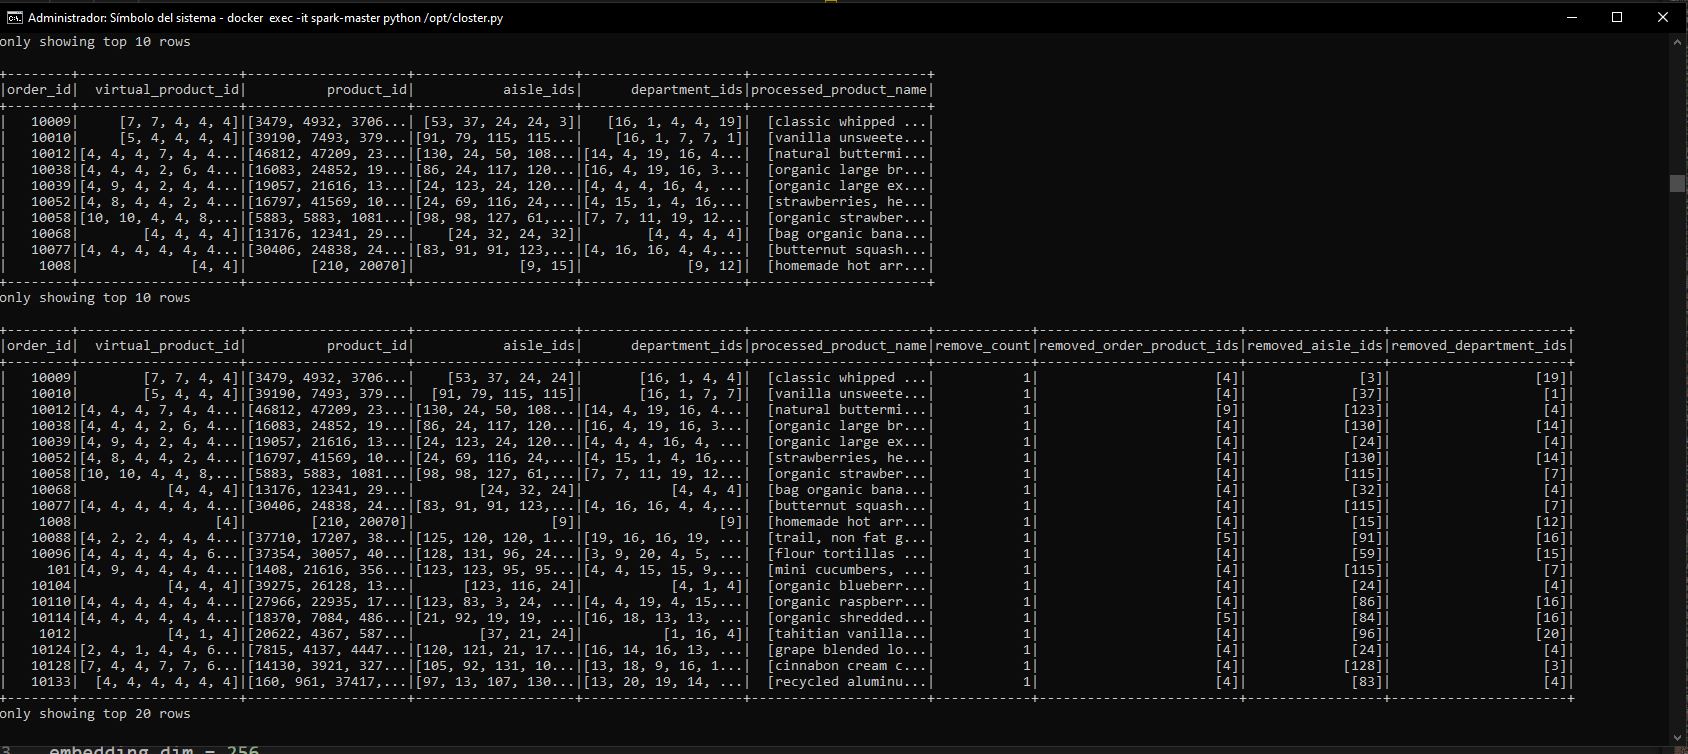 Administrador: Símbolo del sistema - docker exec -it spark-master python /opt/closter.py
only showing top 10 rows
+--------+--------------------+--------------------+--------------------+--------------------+----------------------+
|order_id|  virtual_product_id|          product_id|           aisle_ids|      department_ids|processed_product_name|
+--------+--------------------+--------------------+--------------------+--------------------+----------------------+
|   10009|     [7, 7, 4, 4, 4]|[3479, 4932, 3706...| [53, 37, 24, 24, 3]|   [16, 1, 4, 4, 19]|  [classic whipped ...|
|   10010|     [5, 4, 4, 4, 4]|[39190, 7493, 379...|[91, 79, 115, 115...|    [16, 1, 7, 7, 1]|  [vanilla unsweete...|
|   10012|[4, 4, 4, 7, 4, 4...|[46812, 47209, 23...|[130, 24, 50, 108...|[14, 4, 19, 16, 4...|  [natural buttermi...|
|   10038|[4, 4, 4, 2, 6, 4...|[16083, 24852, 19...|[86, 24, 117, 120...|[16, 4, 19, 16, 3...|  [organic large br...|
|   10039|[4, 9, 4, 2, 4, 4...|[19057, 21616, 13...|[24, 123, 24, 120...|[4, 4, 4, 16, 4, ...|  [organic large ex...|
|   10052|[4, 8, 4, 4, 2, 4...|[16797, 41569, 10...|[24, 69, 116, 24,...|[4, 15, 1, 4, 16,...|  [strawberries, he...|
|   10058|[10, 10, 4, 4, 8,...|[5883, 5883, 1081...|[98, 98, 127, 61,...|[7, 7, 11, 19, 12...|  [organic strawber...|
|   10068|        [4, 4, 4, 4]|[13176, 12341, 29...|    [24, 32, 24, 32]|        [4, 4, 4, 4]|  [bag organic bana...|
|   10077|[4, 4, 4, 4, 4, 4...|[30406, 24838, 24...|[83, 91, 91, 123,...|[4, 16, 16, 4, 4,...|  [butternut squash...|
|    1008|              [4, 4]|        [210, 20070]|             [9, 15]|             [9, 12]|  [homemade hot arr...|
+--------+--------------------+--------------------+--------------------+--------------------+----------------------+
only showing top 10 rows
+--------+--------------------+--------------------+--------------------+--------------------+----------------------+------------+-------------------------+-----------------+----------------------+
|order_id|  virtual_product_id|          product_id|           aisle_ids|      department_ids|processed_product_name|remove_count|removed_order_product_ids|removed_aisle_ids|removed_department_ids|
+--------+--------------------+--------------------+--------------------+--------------------+----------------------+------------+-------------------------+-----------------+----------------------+
|   10009|        [7, 7, 4, 4]|[3479, 4932, 3706...|    [53, 37, 24, 24]|       [16, 1, 4, 4]|  [classic whipped ...|           1|                      [4]|              [3]|                  [19]|
|   10010|        [5, 4, 4, 4]|[39190, 7493, 379...|  [91, 79, 115, 115]|       [16, 1, 7, 7]|  [vanilla unsweete...|           1|                      [4]|             [37]|                   [1]|
|   10012|[4, 4, 4, 7, 4, 4...|[46812, 47209, 23...|[130, 24, 50, 108...|[14, 4, 19, 16, 4...|  [natural buttermi...|           1|                      [9]|            [123]|                   [4]|
|   10038|[4, 4, 4, 2, 6, 4...|[16083, 24852, 19...|[86, 24, 117, 120...|[16, 4, 19, 16, 3...|  [organic large br...|           1|                      [4]|            [130]|                  [14]|
|   10039|[4, 9, 4, 2, 4, 4...|[19057, 21616, 13...|[24, 123, 24, 120...|[4, 4, 4, 16, 4, ...|  [organic large ex...|           1|                      [4]|             [24]|                   [4]|
|   10052|[4, 8, 4, 4, 2, 4...|[16797, 41569, 10...|[24, 69, 116, 24,...|[4, 15, 1, 4, 16,...|  [strawberries, he...|           1|                      [4]|            [130]|                  [14]|
|   10058|[10, 10, 4, 4, 8,...|[5883, 5883, 1081...|[98, 98, 127, 61,...|[7, 7, 11, 19, 12...|  [organic strawber...|           1|                      [4]|            [115]|                   [7]|
|   10068|           [4, 4, 4]|[13176, 12341, 29...|        [24, 32, 24]|           [4, 4, 4]|  [bag organic bana...|           1|                      [4]|             [32]|                   [4]|
|   10077|[4, 4, 4, 4, 4, 4...|[30406, 24838, 24...|[83, 91, 91, 123,...|[4, 16, 16, 4, 4,...|  [butternut squash...|           1|                      [4]|            [115]|                   [7]|
|    1008|                 [4]|        [210, 20070]|                 [9]|                 [9]|  [homemade hot arr...|           1|                      [4]|             [15]|                  [12]|
|   10088|[4, 2, 2, 4, 4, 4...|[37710, 17207, 38...|[125, 120, 120, 1...|[19, 16, 16, 19, ...|  [trail, non fat g...|           1|                      [5]|             [91]|                  [16]|
|   10096|[4, 4, 4, 4, 4, 6...|[37354, 30057, 40...|[128, 131, 96, 24...|[3, 9, 20, 4, 5, ...|  [flour tortillas ...|           1|                      [4]|             [59]|                  [15]|
|     101|[4, 9, 4, 4, 4, 4...|[1408, 21616, 356...|[123, 123, 95, 95...|[4, 4, 15, 15, 9,...|  [mini cucumbers, ...|           1|                      [4]|            [115]|                   [7]|
|   10104|           [4, 4, 4]|[39275, 26128, 13...|      [123, 116, 24]|           [4, 1, 4]|  [organic blueberr...|           1|                      [4]|             [24]|                   [4]|
|   10110|[4, 4, 4, 4, 4, 4...|[27966, 22935, 17...|[123, 83, 3, 24, ...|[4, 4, 19, 4, 15,...|  [organic raspberr...|           1|                      [4]|             [86]|                  [16]|
|   10114|[4, 4, 4, 4, 4, 4...|[18370, 7084, 486...|[21, 92, 19, 19, ...|[16, 18, 13, 13, ...|  [organic shredded...|           1|                      [5]|             [84]|                  [16]|
|    1012|           [4, 1, 4]|[20622, 4367, 587...|        [37, 21, 24]|          [1, 16, 4]|  [tahitian vanilla...|           1|                      [4]|             [96]|                  [20]|
|   10124|[2, 4, 1, 4, 4, 6...|[7815, 4137, 4447...|[120, 121, 21, 17...|[16, 14, 16, 13, ...|  [grape blended lo...|           1|                      [4]|             [24]|                   [4]|
|   10128|[7, 4, 4, 7, 7, 6...|[14130, 3921, 327...|[105, 92, 131, 10...|[13, 18, 9, 16, 1...|  [cinnabon cream c...|           1|                      [4]|            [128]|                   [3]|
|   10133|  [4, 4, 4, 4, 4, 4]|[160, 961, 37417,...|[97, 13, 107, 130...|[13, 20, 19, 14, ...|  [recycled aluminu...|           1|                      [4]|             [83]|                   [4]|
+--------+--------------------+--------------------+--------------------+--------------------+----------------------+------------+-------------------------+-----------------+----------------------+
only showing top 20 rows
embedding_dim = 256